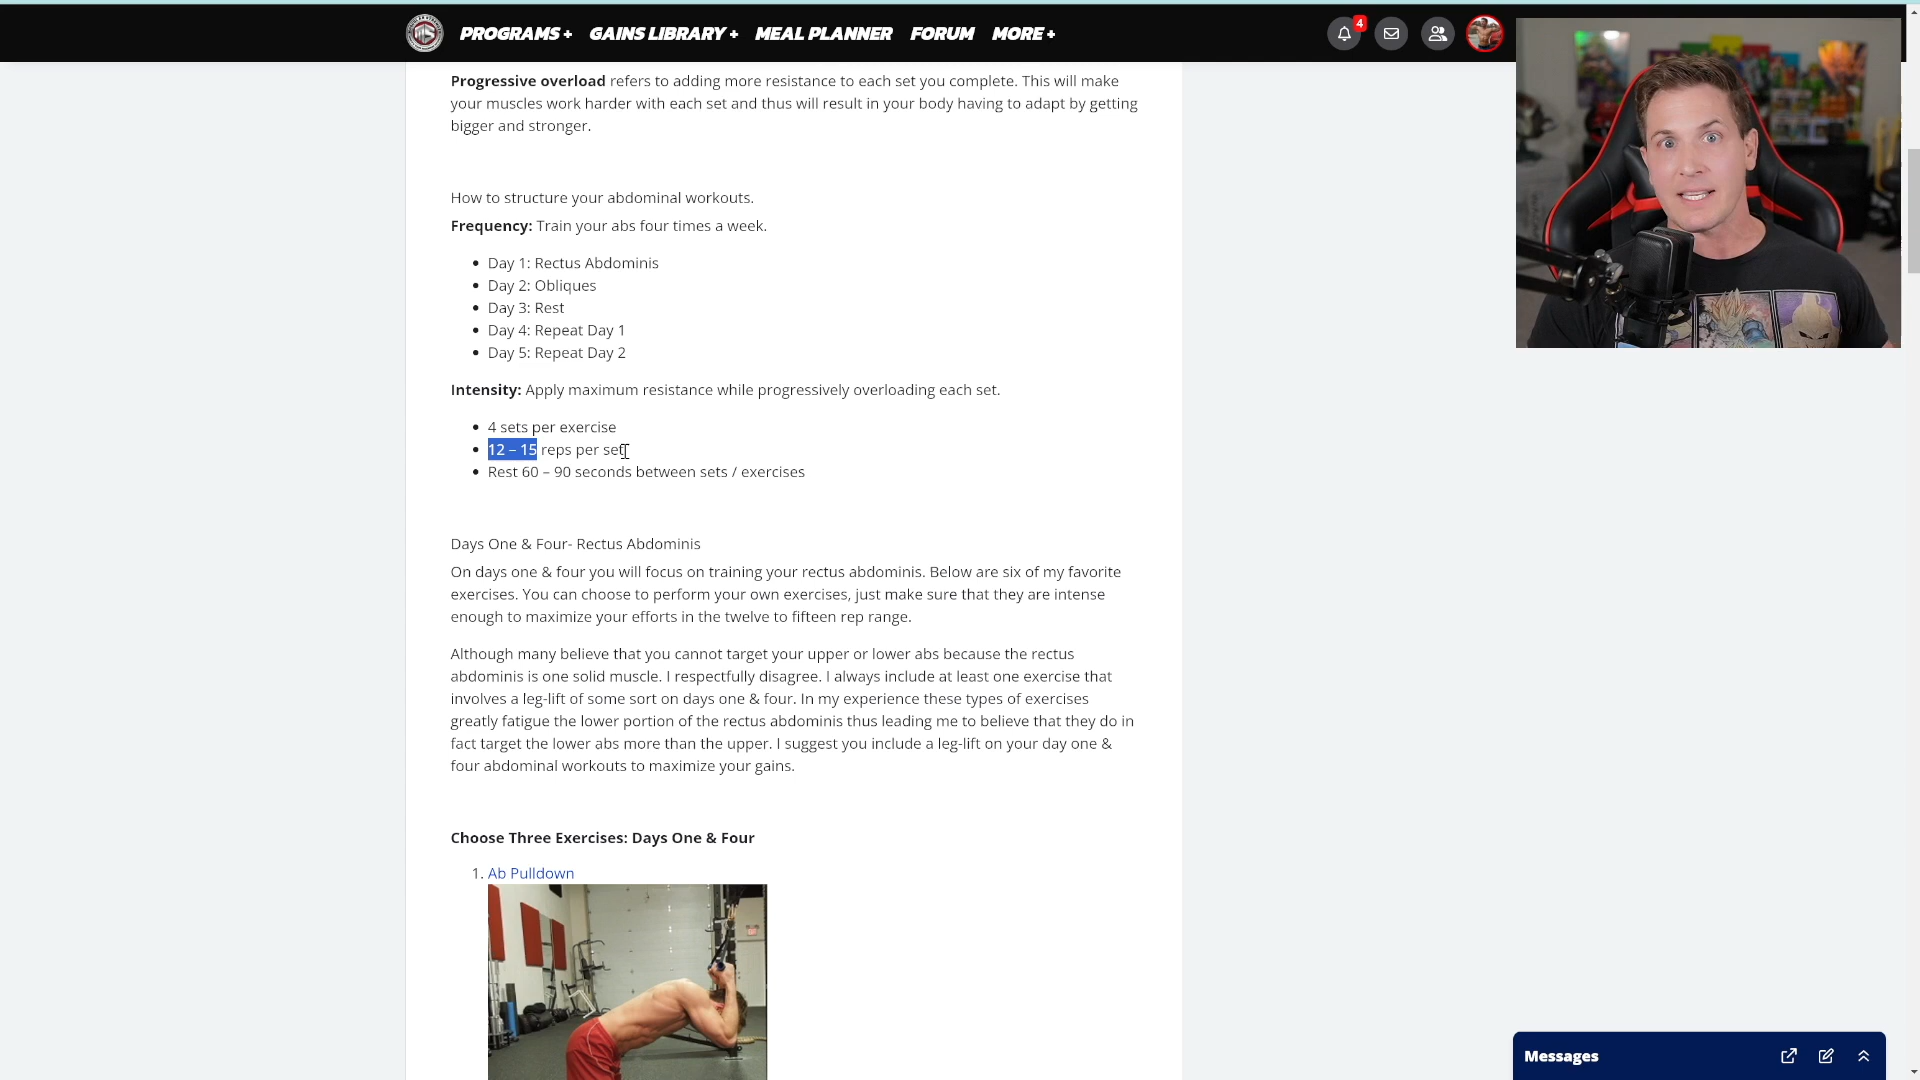 PROGRAMS + GAINS LIBRARY + MEAL PLANNER FORUM MORE +
4
Progressive overload refers to adding more resistance to each set you complete. This will make
your muscles work harder with each set and thus will result in your body having to adapt by getting
bigger and stronger.
How to structure your abdominal workouts.
Frequency: Train your abs four times a week.
Day 1: Rectus Abdominis
Day 2: Obliques
Day 3: Rest
Day 4: Repeat Day 1
Day 5: Repeat Day 2
Intensity: Apply maximum resistance while progressively overloading each set.
4 sets per exercise
12 – 15 reps per set
Rest 60 – 90 seconds between sets / exercises
Days One & Four- Rectus Abdominis
On days one & four you will focus on training your rectus abdominis. Below are six of my favorite
exercises. You can choose to perform your own exercises, just make sure that they are intense
enough to maximize your efforts in the twelve to fifteen rep range.
Although many believe that you cannot target your upper or lower abs because the rectus
abdominis is one solid muscle. I respectfully disagree. I always include at least one exercise that
involves a leg-lift of some sort on days one & four. In my experience these types of exercises
greatly fatigue the lower portion of the rectus abdominis thus leading me to believe that they do in
fact target the lower abs more than the upper. I suggest you include a leg-lift on your day one &
four abdominal workouts to maximize your gains.
Choose Three Exercises: Days One & Four
1. Ab Pulldown
Messages